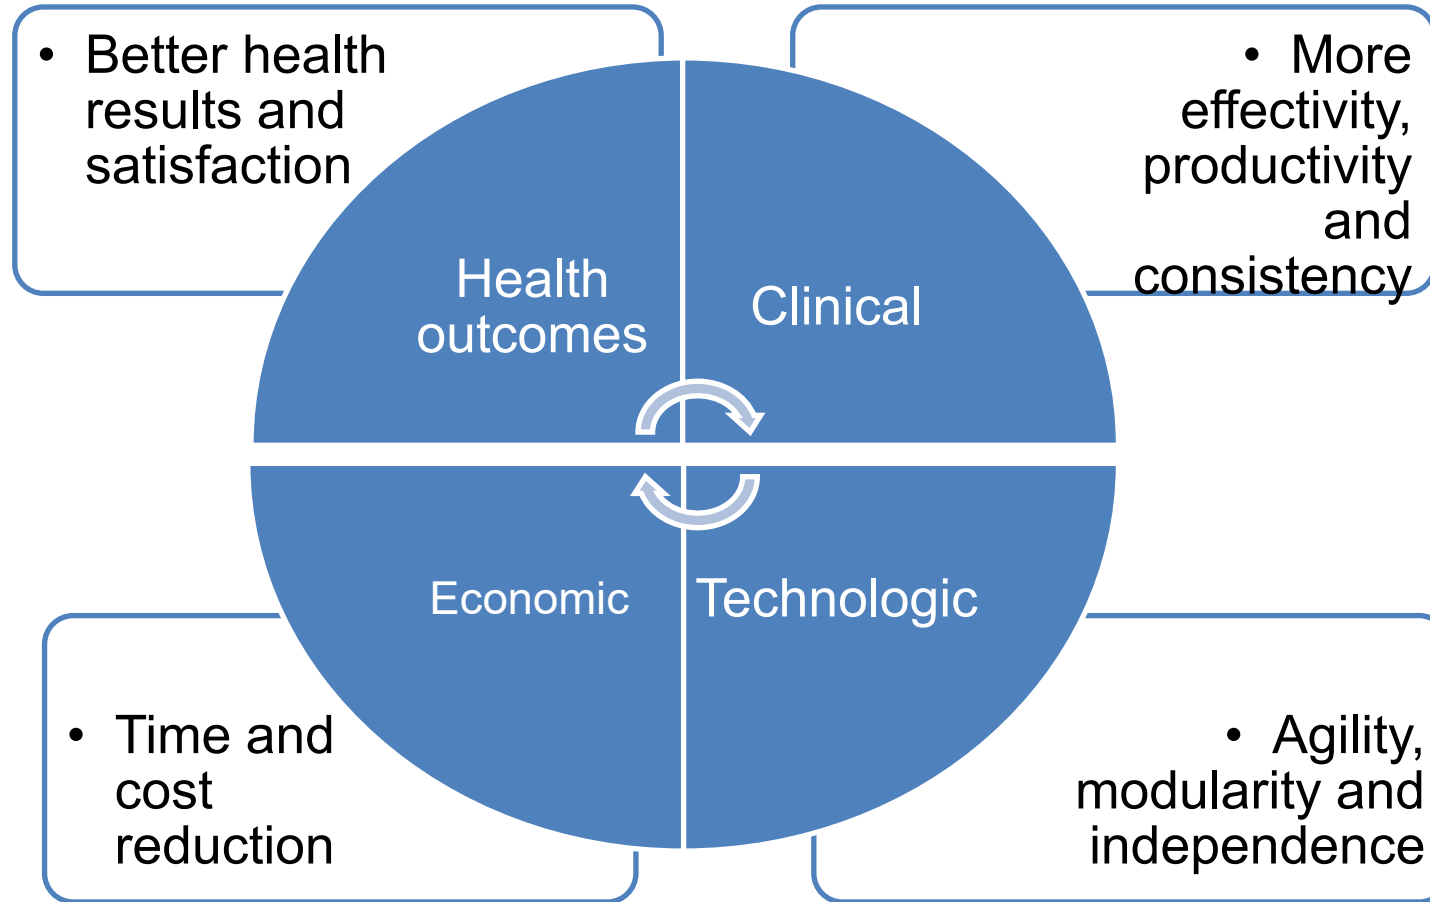 • Better health
results and
satisfaction
• More
effectivity,
productivity
and
consistency
Health
outcomes
Clinical
Economic
Technologic
• Time and
cost
reduction
• Agility,
modularity and
independence